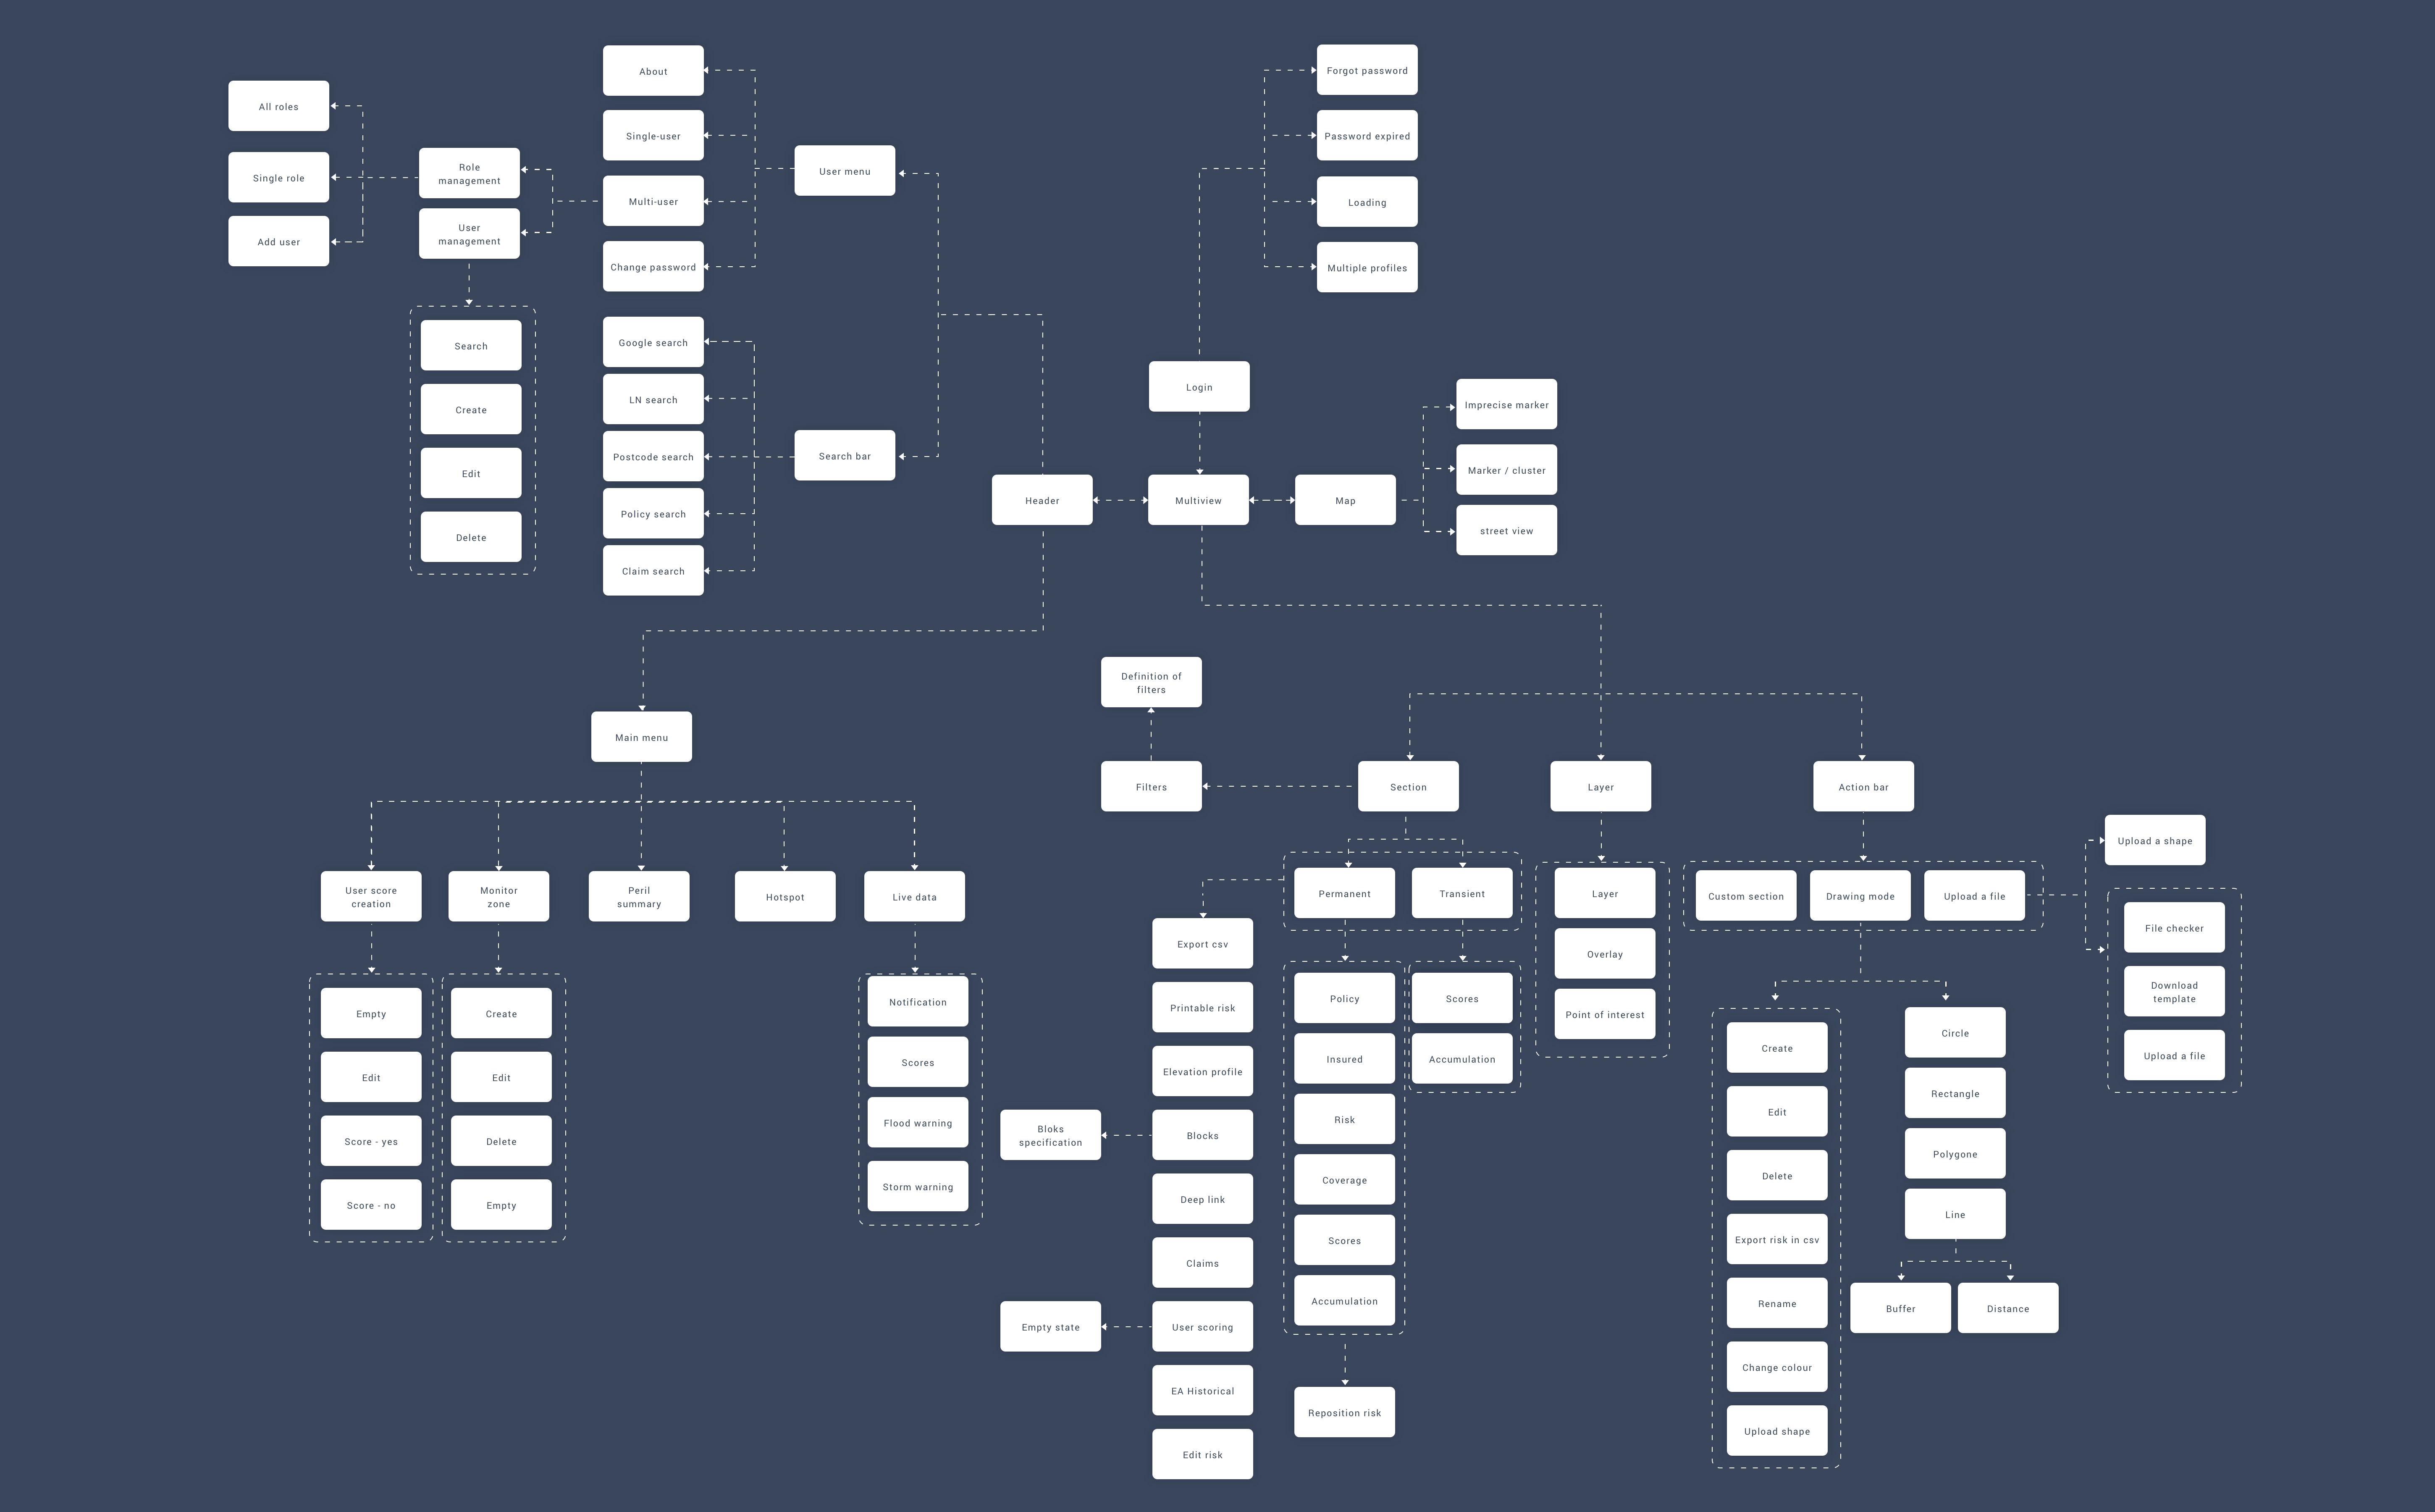 All roles
Single role
Add user
Role
management
User
management
Search
Create
Edit
Delete
About
Single-user
Multi-user
Change password
Google search
LN search
Postcode search
Policy search
Claim search
User menu
Search bar
Forgot password
Password expired
Loading
Multiple profiles
Login
Header
Multiview
Map
Imprecise marker
Marker / cluster
street view
Main menu
User score
creation
Monitor
zone
Peril
summary
Hotspot
Live data
Empty
Edit
Score - yes
Score - no
Create
Edit
Delete
Empty
Notification
Scores
Flood warning
Storm warning
Definition of
filters
Filters
Section
Layer
Action bar
Export csv
Printable risk
Elevation profile
Blocks
Deep link
Claims
User scoring
EA Historical
Edit risk
Bloks
specification
Empty state
Permanent
Transient
Policy
Insured
Risk
Coverage
Scores
Accumulation
Reposition risk
Scores
Accumulation
Layer
Overlay
Point of interest
Custom section
Drawing mode
Upload a file
Create
Edit
Delete
Export risk in csv
Rename
Change colour
Upload shape
Circle
Rectangle
Polygone
Line
Buffer
Distance
Upload a shape
File checker
Download
template
Upload a file